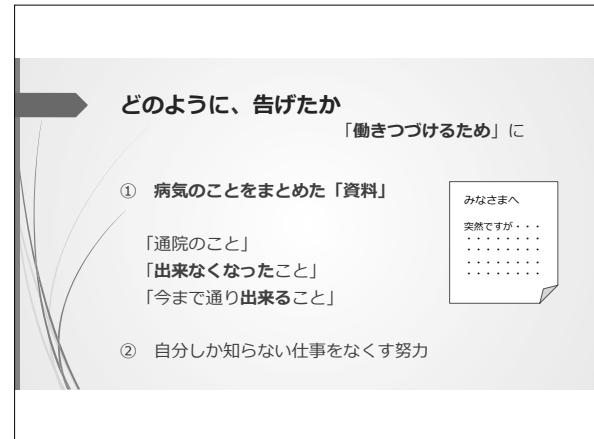 どのように、告げたか
「働きつづけるため」に
① 病気のことをまとめた「資料」
「通院のこと」
「出来なくなったこと」
「今まで通り出来ること」
みなさまへ
突然ですが・・・
・・・・・・・・
・・・・・・・・
・・・・・・・・
・・・・・・・・
② 自分しか知らない仕事をなくす努力